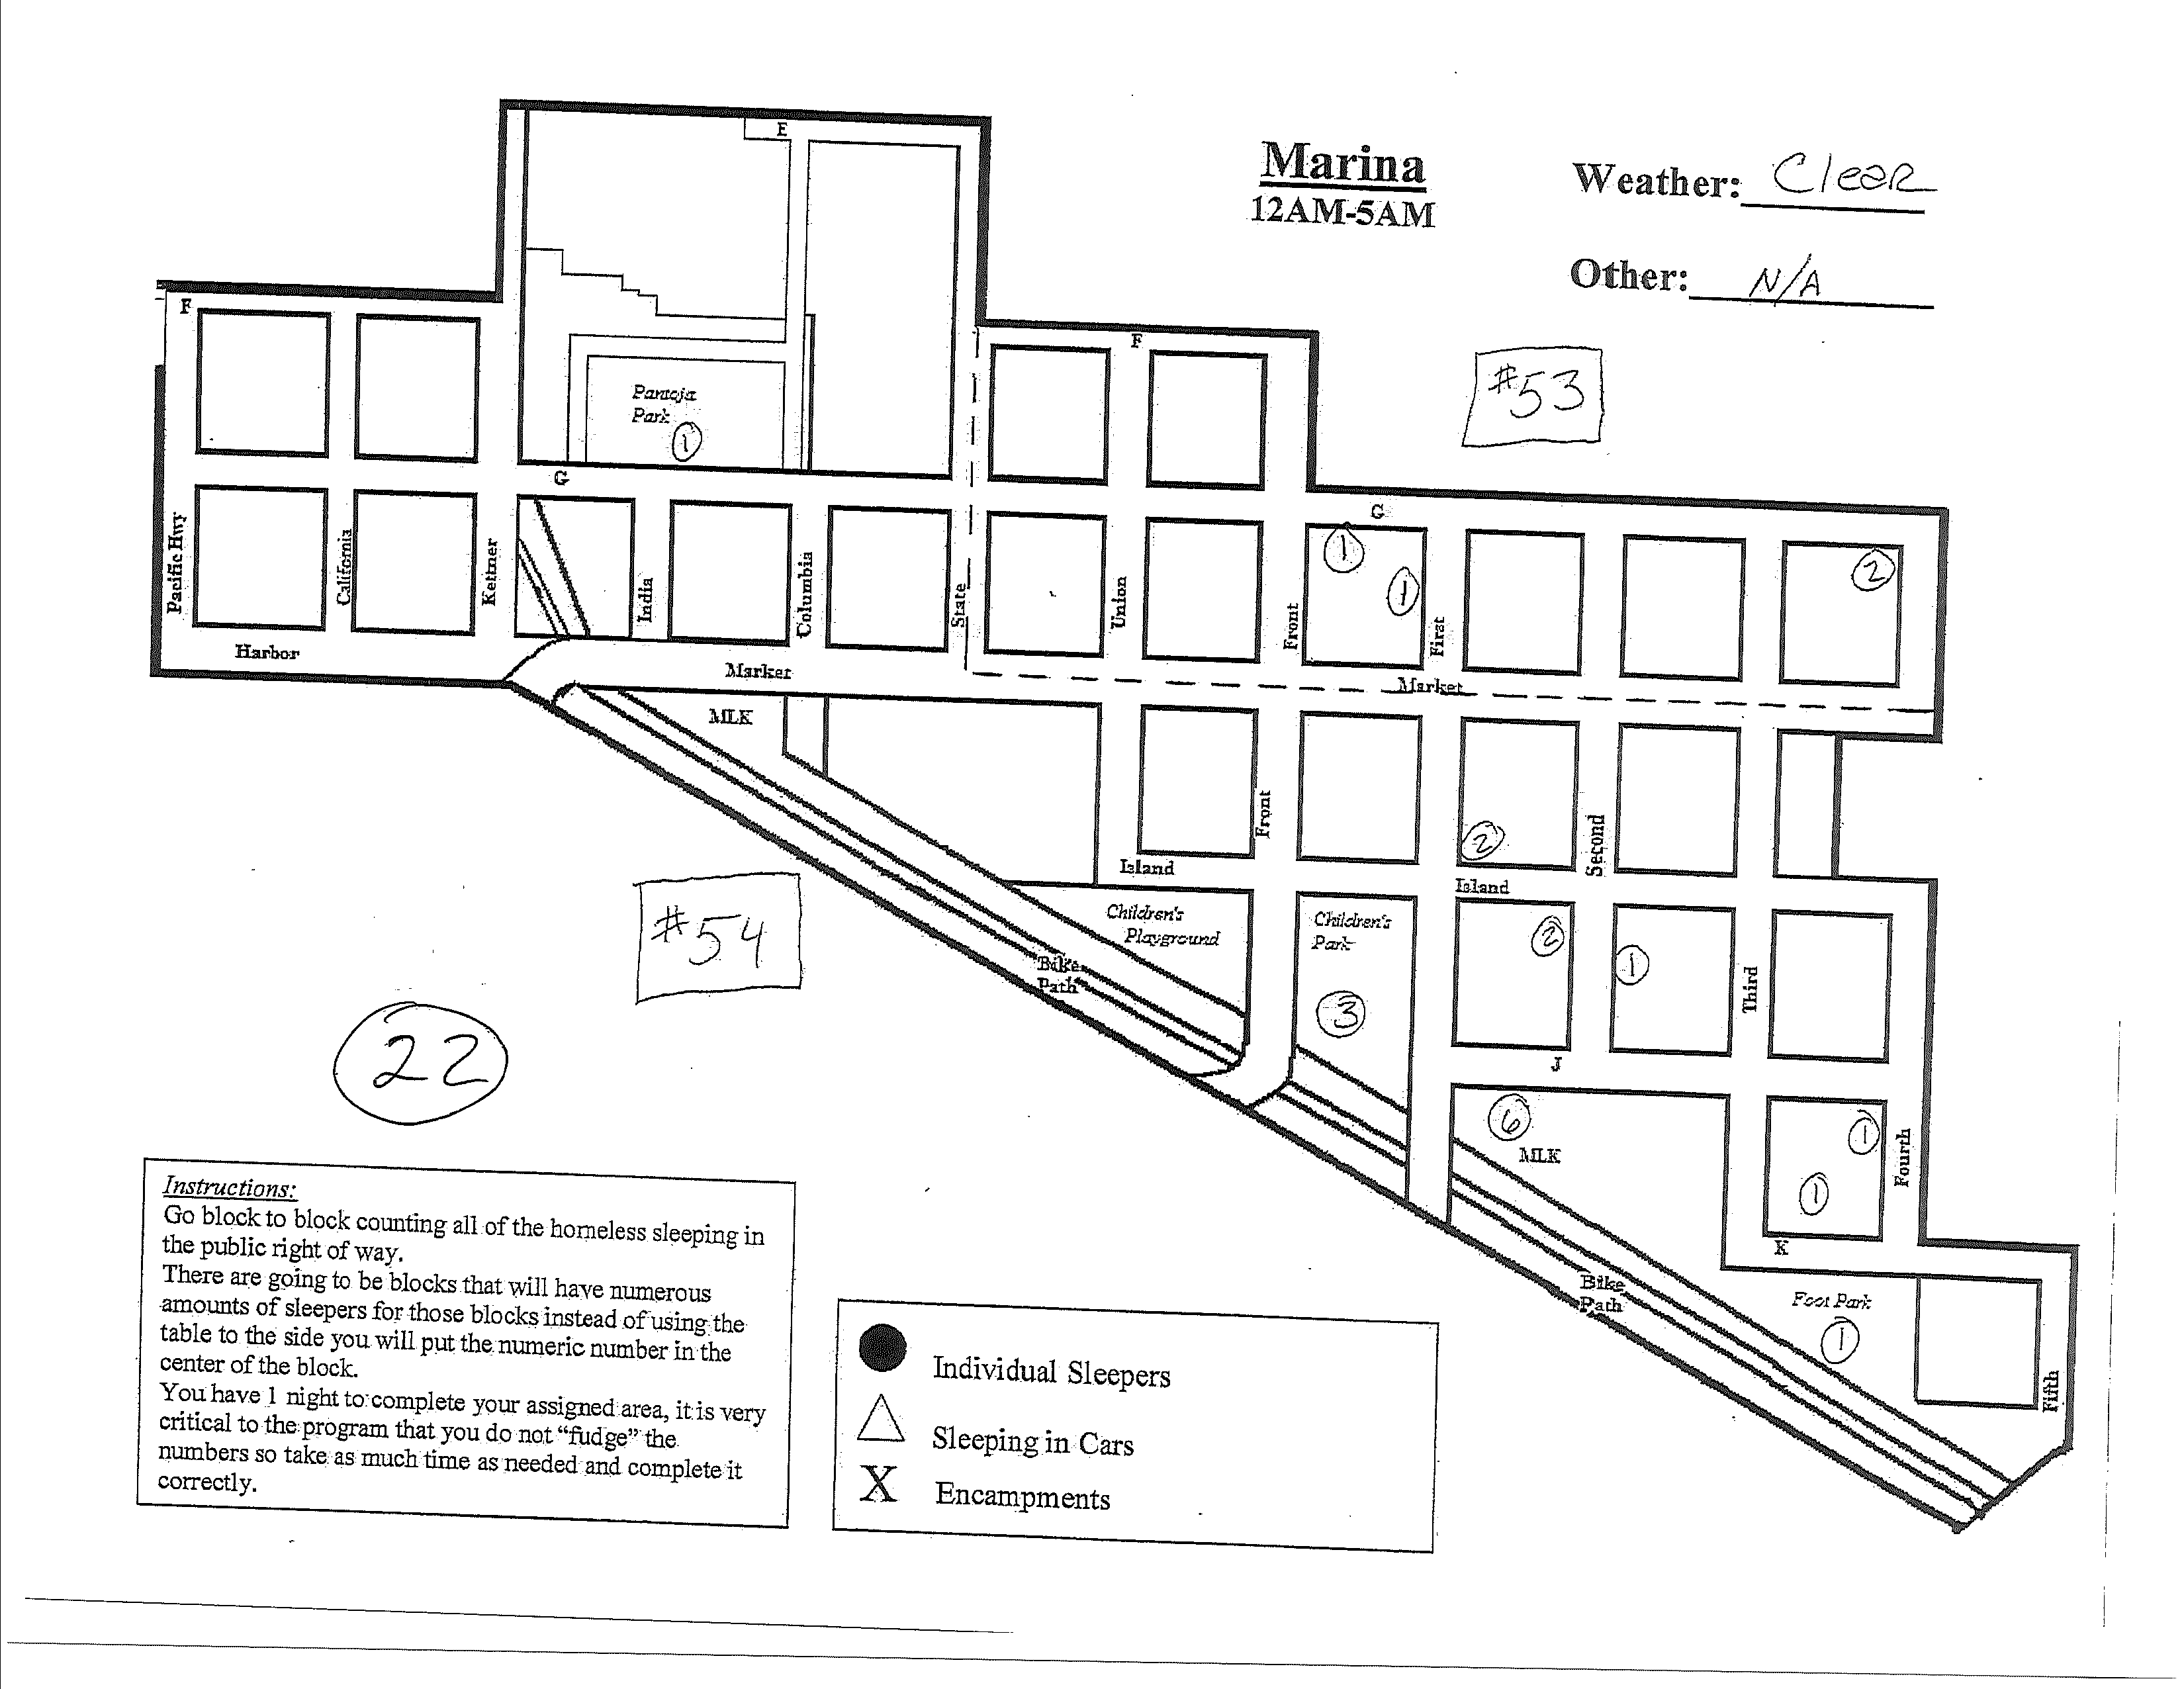 E
Marina
12AM-5AM
Weather: Clear
Other: N/A
F
F
#53
Pantoja
Park
1
G
G
1
1
2
Pacific Hwy
California
Kettner
India
Columbia
State
Union
Front
First
Harbor
Market
Market
MLK
Front
2
Second
Island
Island
#54
Children's
Playground
Children's
Park
2
1
Bike
Path
3
Third
22
J
6
MLK
1
1
Fourth
K
Bike
Path
Foot Park
1
Fifth
Instructions:
Go block to block counting all of the homeless sleeping in
the public right of way.
There are going to be blocks that will have numerous
amounts of sleepers for those blocks instead of using the
table to the side you will put the numeric number in the
center of the block.
You have 1 night to complete your assigned area, it is very
critical to the program that you do not "fudge" the
numbers so take as much time as needed and complete it
correctly.
Individual Sleepers
Sleeping in Cars
X Encampments